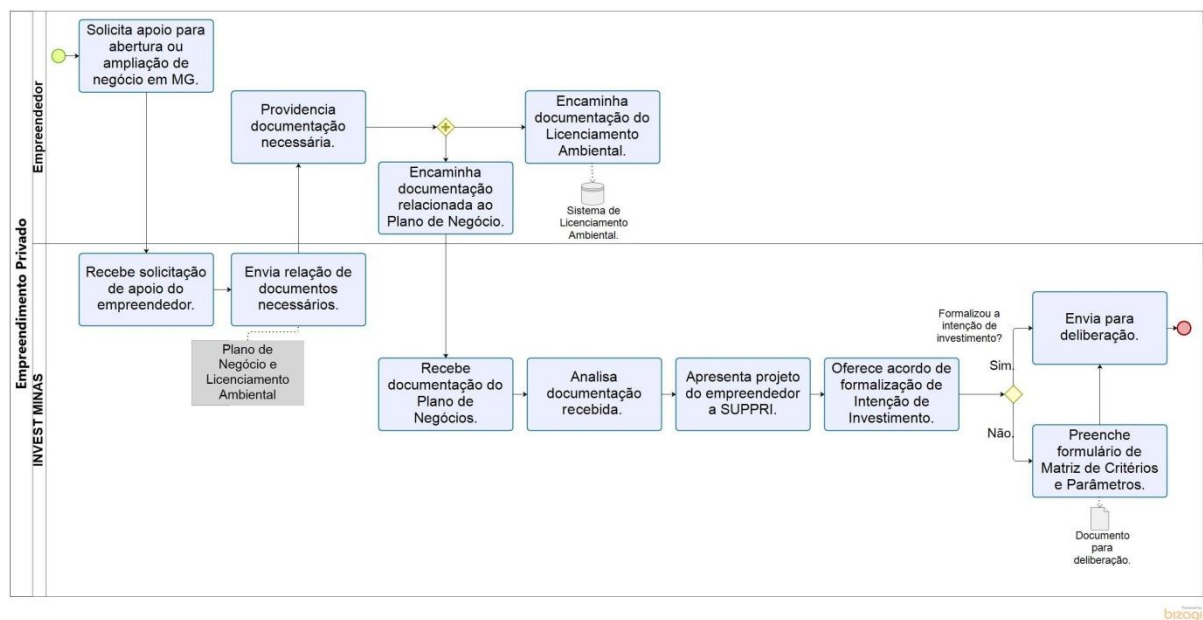 Empreendimento Privado
Empreendedor
Solicita apoio para
abertura ou
ampliação de
negócio em MG.
Providencia
documentação
necessária.
Encaminha
documentação
relacionada ao
Plano de Negócio.
Encaminha
documentação do
Licenciamento
Ambiental.
Sistema de
Licenciamento
Ambiental.
INVEST MINAS
Recebe solicitação
de apoio do
empreendedor.
Envia relação de
documentos
necessários.
Plano de
Negócio e
Licenciamento
Ambiental
Recebe
documentação do
Plano de
Negócios.
Analisa
documentação
recebida.
Apresenta projeto
do empreendedor
a SUPPRI.
Oferece acordo de
formalização de
Intenção de
Investimento.
Formalizou a
intenção de
investimento?
Sim.
Não.
Envia para
deliberação.
Preenche
formulário de
Matriz de Critérios
e Parâmetros.
Documento
para
deliberação.
Powered by
bizagi